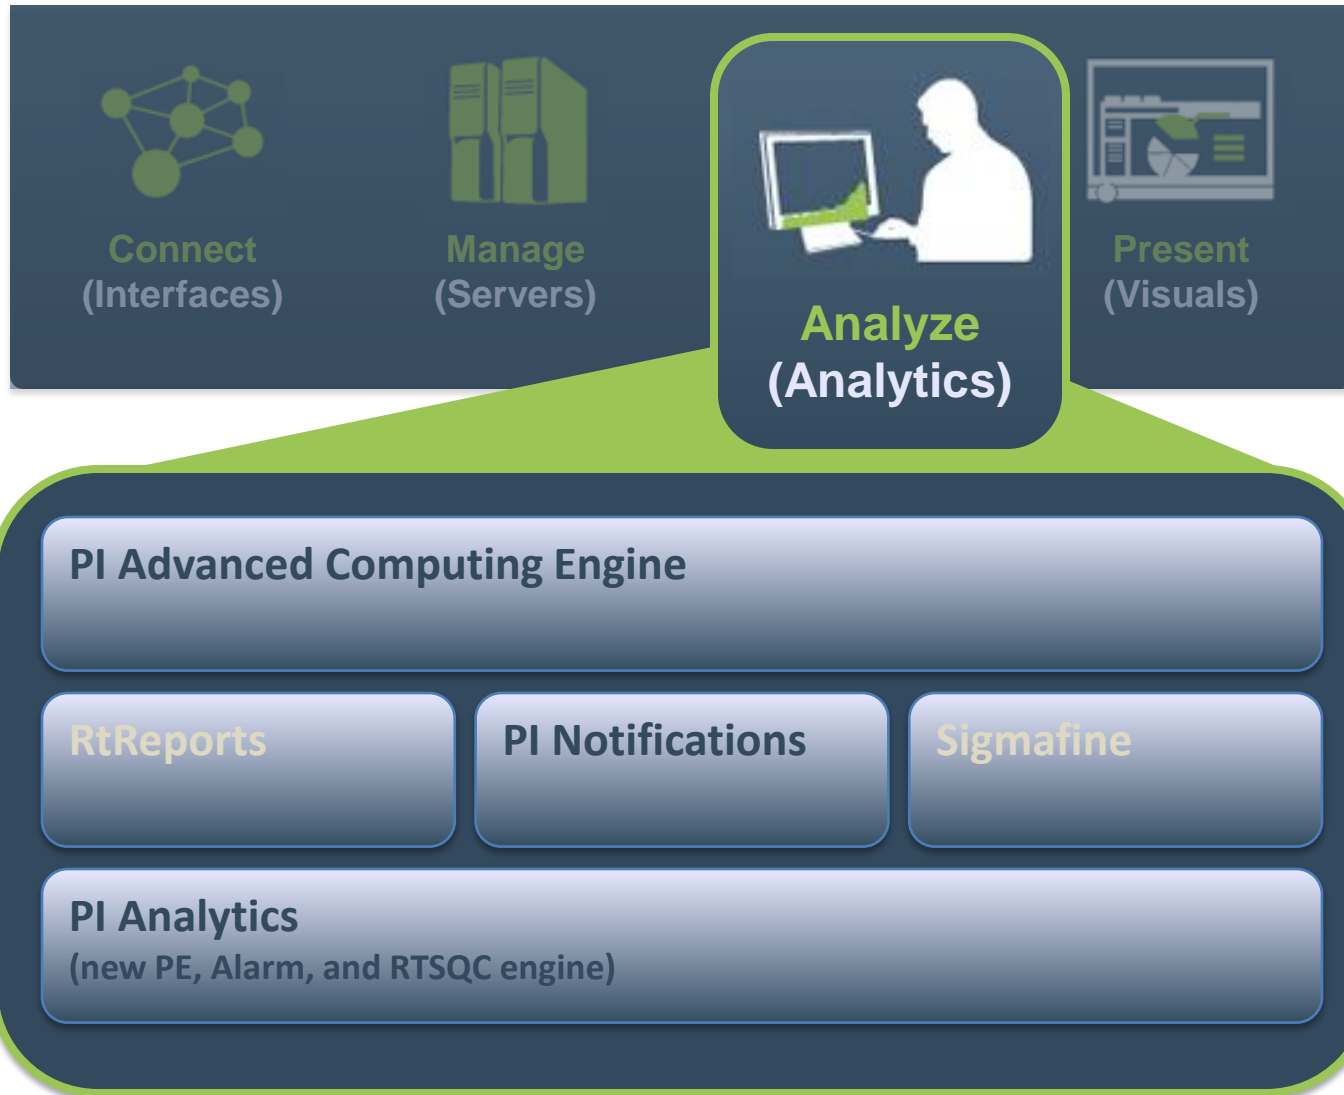 Connect
(Interfaces)
Manage
(Servers)
Analyze
(Analytics)
Present
(Visuals)
PI Advanced Computing Engine
RtReports
PI Notifications
Sigmafine
PI Analytics
(new PE, Alarm, and RTSQC engine)